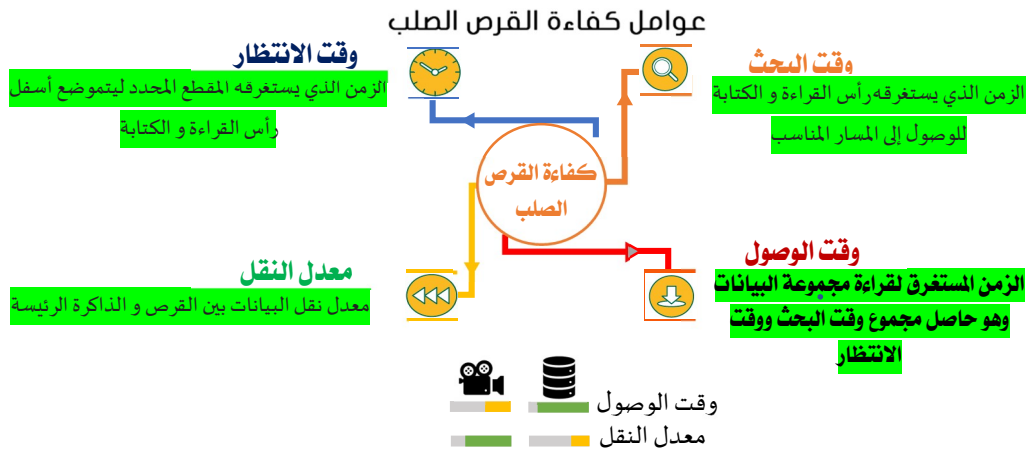 عوامل كفاءة القرص الصلب
وقت البحث
الزمن الذي يستغرقه رأس القراءة و الكتابة
للوصول إلى المسار المناسب
وقت الانتظار
الزمن الذي يستغرقه المقطع المحدد ليتموضع أسفل
رأس القراءة و الكتابة
كفاءة القرص
الصلب
وقت الوصول
الزمن المستغرق لقراءة مجموعة البيانات
وهو حاصل مجموع وقت البحث ووقت
الانتظار
معدل النقل
معدل نقل البيانات بين القرص و الذاكرة الرئيسة
وقت الوصول
معدل النقل